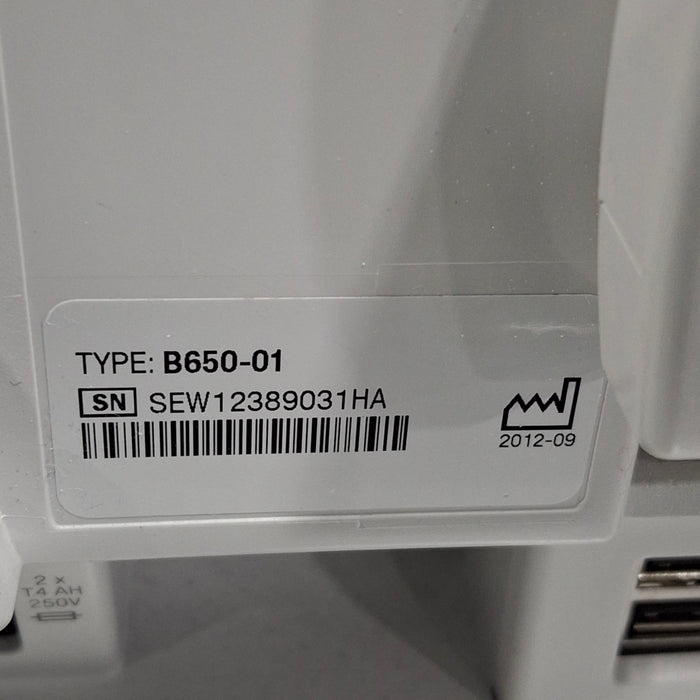 TYPE: B650-01
SN SEW12389031HA
2012-09
2 x
T4 AH
250V